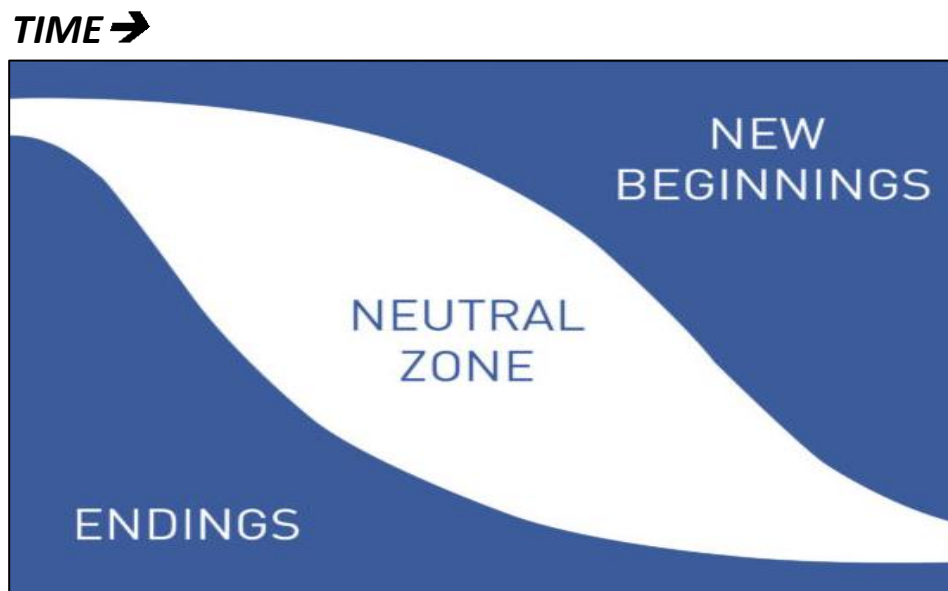 TIME →
NEW
BEGINNINGS
NEUTRAL
ZONE
ENDINGS